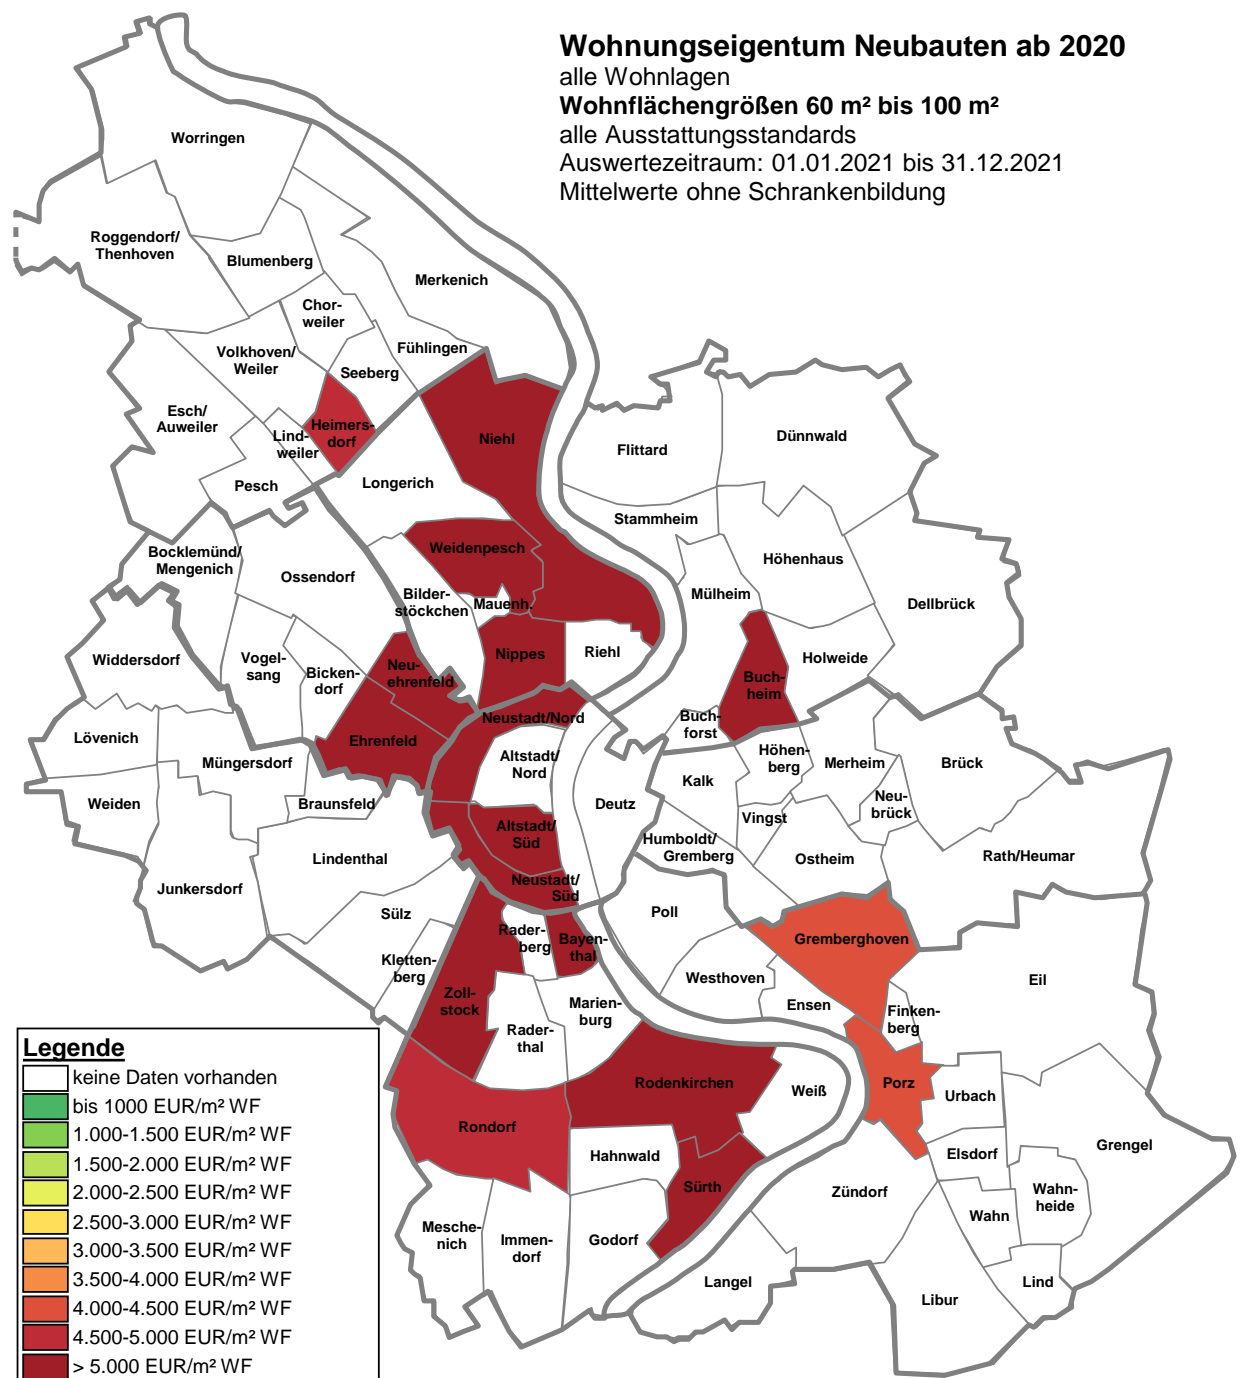 Wohnungseigentum Neubauten ab 2020
alle Wohnlagen
Wohnflächengrößen 60 m² bis 100 m²
alle Ausstattungsstandards
Auswertezeitraum: 01.01.2021 bis 31.12.2021
Mittelwerte ohne Schrankenbildung
Worringen
Roggendorf/
Thenhoven
Blumenberg
Merkenich
Chor-
weiler
Fühlingen
Volkhoven/
Weiler
Seeberg
Esch/
Auweiler
Heimers-
dorf
Lind-
weiler
Niehl
Pesch
Longerich
Flittard
Dünnwald
Stammheim
Bocklemünd/
Mengenich
Ossendorf
Weidenpesch
Höhenhaus
Bilder-
stöckchen
Mauenh.
Mülheim
Dellbrück
Widdersdorf
Vogel-
sang
Bicken-
dorf
Neu-
ehrenfeld
Nippes
Riehl
Holweide
Buch-
heim
Lövenich
Müngersdorf
Ehrenfeld
Neustadt/Nord
Buch-
forst
Altstadt/
Nord
Höhen-
berg
Merheim
Brück
Weiden
Braunsfeld
Deutz
Kalk
Neu-
brück
Vingst
Altstadt/
Süd
Humboldt/
Gremberg
Ostheim
Rath/Heumar
Lindenthal
Junkersdorf
Neustadt/
Süd
Sülz
Poll
Rader-
berg
Bayen-
thal
Gremberghoven
Kletten-
berg
Westhoven
Eil
Zoll-
stock
Marien-
burg
Ensen
Finken-
berg
Rader-
thal
Rodenkirchen
Weiß
Porz
Urbach
Rondorf
Grengel
Hahnwald
Elsdorf
Sürth
Zündorf
Wahn-
heide
Wahn
Mesche-
nich
Immen-
dorf
Godorf
Langel
Lind
Libur
Legende
keine Daten vorhanden
bis 1000 EUR/m² WF
1.000-1.500 EUR/m² WF
1.500-2.000 EUR/m² WF
2.000-2.500 EUR/m² WF
2.500-3.000 EUR/m² WF
3.000-3.500 EUR/m² WF
3.500-4.000 EUR/m² WF
4.000-4.500 EUR/m² WF
4.500-5.000 EUR/m² WF
> 5.000 EUR/m² WF